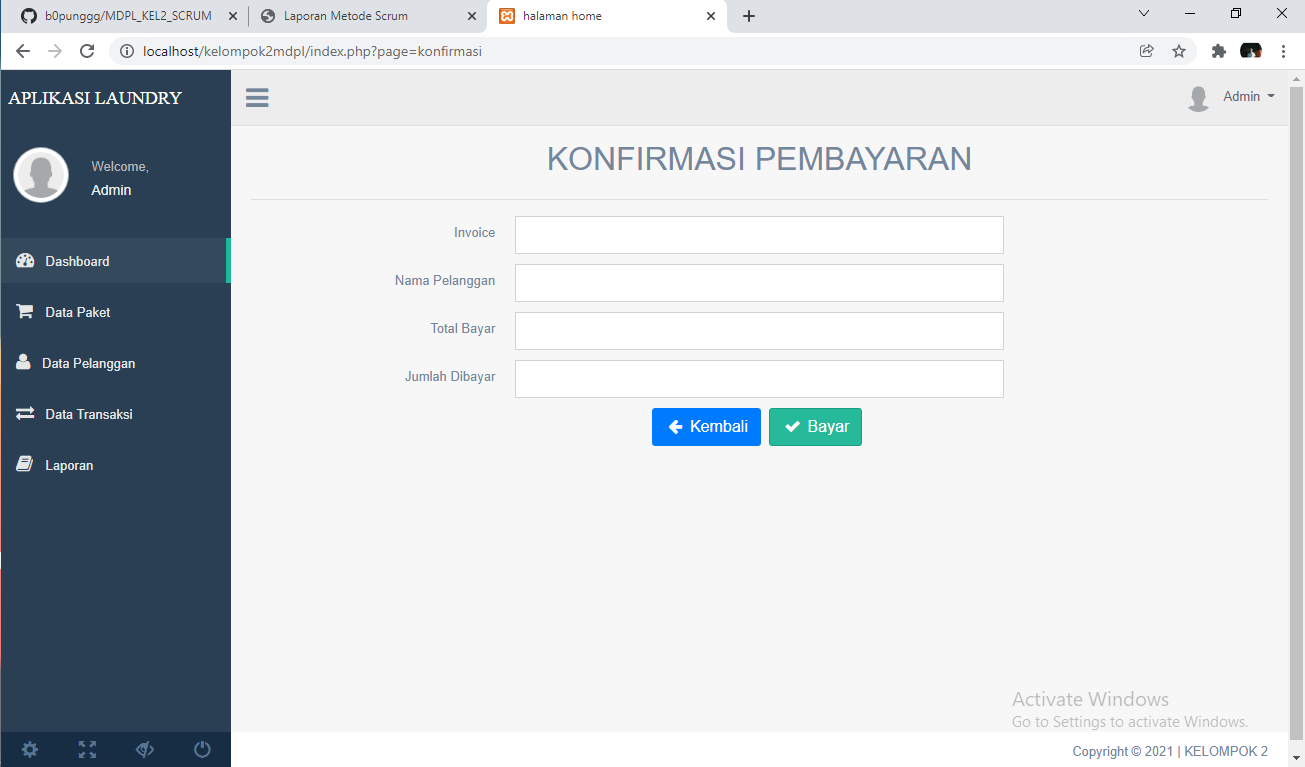 b0punggg/MDPL_KEL2_SCRUM
Laporan Metode Scrum
halaman home
localhost/kelompok2mdpl/index.php?page=konfirmasi
APLIKASI LAUNDRY
Admin
Welcome,
Admin
KONFIRMASI PEMBAYARAN
Dashboard
Data Paket
Data Pelanggan
Data Transaksi
Laporan
Invoice
Nama Pelanggan
Total Bayar
Jumlah Dibayar
Kembali
Bayar
Activate Windows
Go to Settings to activate Windows.
Copyright © 2021 | KELOMPOK 2